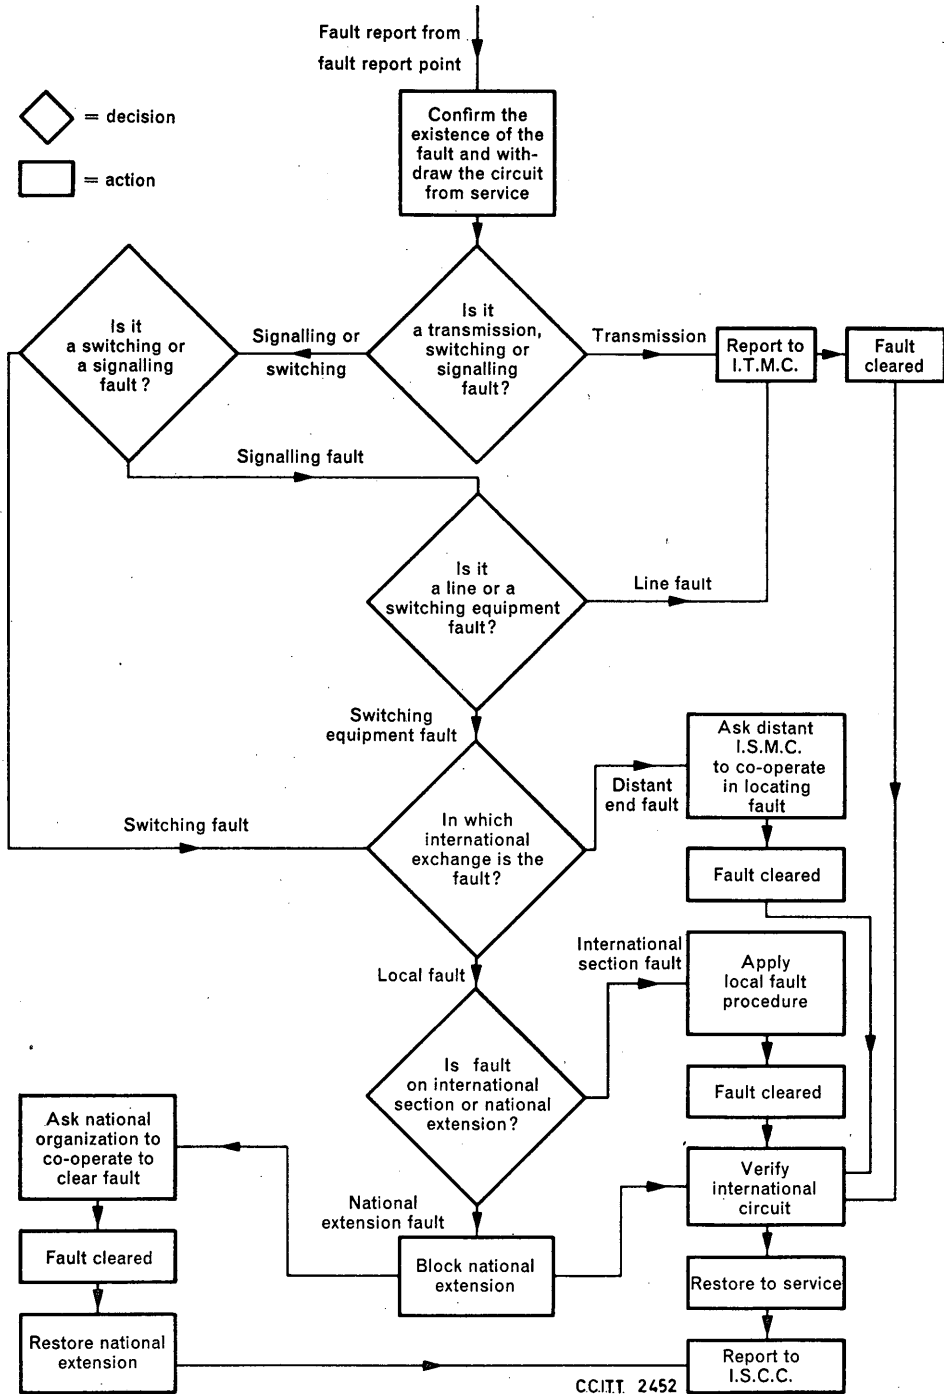 Fault report from
fault report point
= decision
= action
Confirm the
existence of the
fault and with-
draw the circuit
from service
Is it
a switching or
a signalling
fault?
Signalling or
switching
Is it
a transmission,
switching or
signalling
fault?
Transmission
Report to
I.T.M.C.
Fault
cleared
Signalling fault
Is it
a line or a
switching equipment
fault?
Line fault
Switching
equipment fault
Switching fault
In which
international
exchange is the
fault?
Distant
end fault
Ask distant
I.S.M.C.
to co-operate
in locating
fault
Fault cleared
Local fault
International
section fault
Apply
local fault
procedure
Is fault
on international
section or national
extension?
Fault cleared
Ask national
organization to
co-operate to
clear fault
National
extension fault
Verify
international
circuit
Fault cleared
Block national
extension
Restore to service
Restore national
extension
Report to
I.S.C.C.
C.C.I.T.T. 2452